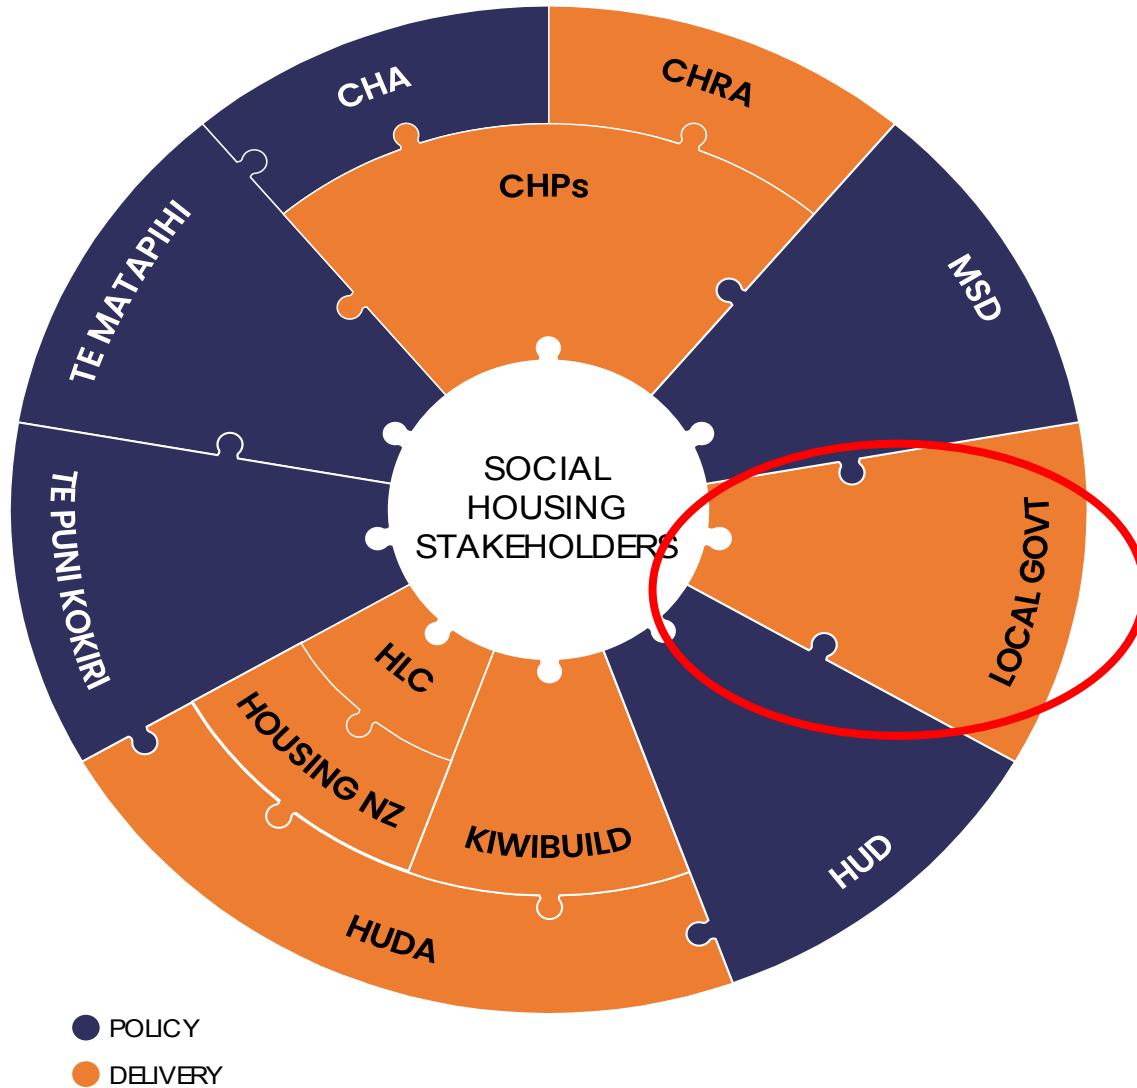 CHA
CHRA
CHPs
TE MATAPIHI
MSD
SOCIAL
HOUSING
STAKEHOLDERS
TE PUNI KOKIRI
LOCAL GOVT
HLC
HOUSING NZ
KIWIBUILD
HUD
HUDA
POLICY
DELIVERY